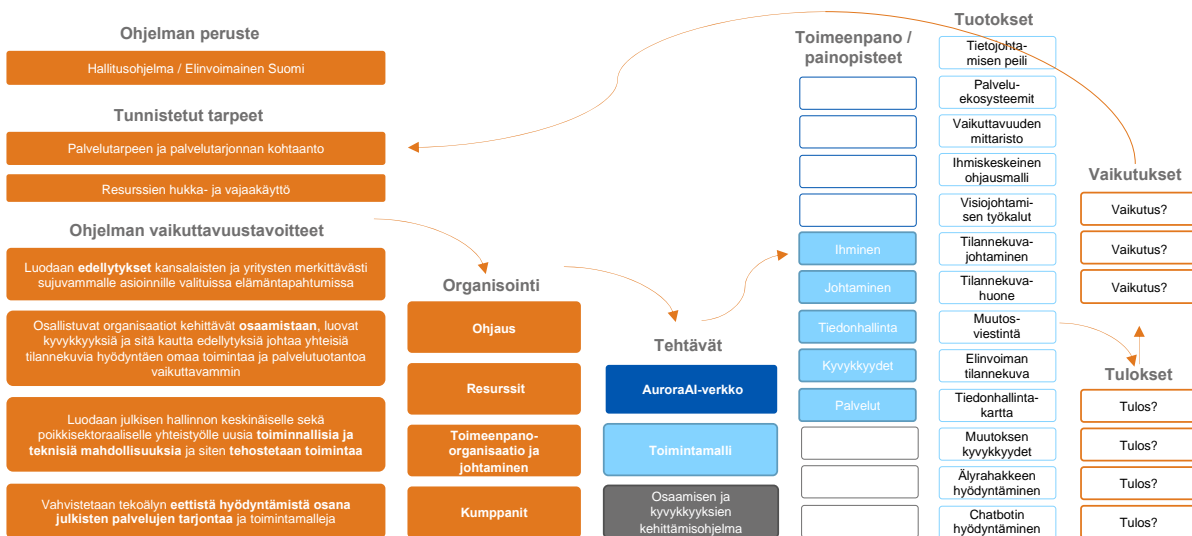 Ohjelman peruste
Hallitusohjelma / Elinvoimainen Suomi
Tunnistetut tarpeet
Palvelutarpeen ja palvelutarjonnan kohtaanto
Resurssien hukka- ja vajaakäyttö
Ohjelman vaikuttavuustavoitteet
Luodaan edellytykset kansalaisten ja yritysten merkittävästi
sujuvammalle asioinnille valituissa elämäntapahtumissa
Osallistuvat organisaatiot kehittävät osaamistaan, luovat
kyvykkyyksiä ja sitä kautta edellytyksiä johtaa yhteisiä
tilannekuvia hyödyntäen omaa toimintaa ja palvelutuotantoa
vaikuttavammin
Luodaan julkisen hallinnon keskinäiselle sekä
poikkisektoraaliselle yhteistyölle uusia toiminnallisia ja
teknisiä mahdollisuuksia ja siten tehostetaan toimintaa
Vahvistetaan tekoälyn eettistä hyödyntämistä osana
julkisten palvelujen tarjontaa ja toimintamalleja
Organisointi
Ohjaus
Resurssit
Toimeenpano-
organisaatio ja
johtaminen
Kumppanit
Tehtävät
AuroraAI-verkko
Toimintamalli
Osaamisen ja
kyvykkyyksien
kehittämisohjelma
Toimeenpano /
painopisteet
Ihminen
Johtaminen
Tiedonhallinta
Kyvykkyydet
Palvelut
Tuotokset
Tietojohta-
misen peili
Palvelu-
ekosysteemit
Vaikuttavuuden
mittaristo
Ihmiskeskeinen
ohjausmalli
Visiojohtami-
sen työkalut
Tilannekuva-
johtaminen
Tilannekuva-
huone
Muutos-
viestintä
Elinvoiman
tilannekuva
Tiedonhallinta-
kartta
Muutoksen
kyvykkyydet
Älyrahakkeen
hyödyntäminen
Chatbotin
hyödyntäminen
Vaikutukset
Vaikutus?
Vaikutus?
Vaikutus?
Tulokset
Tulos?
Tulos?
Tulos?
Tulos?